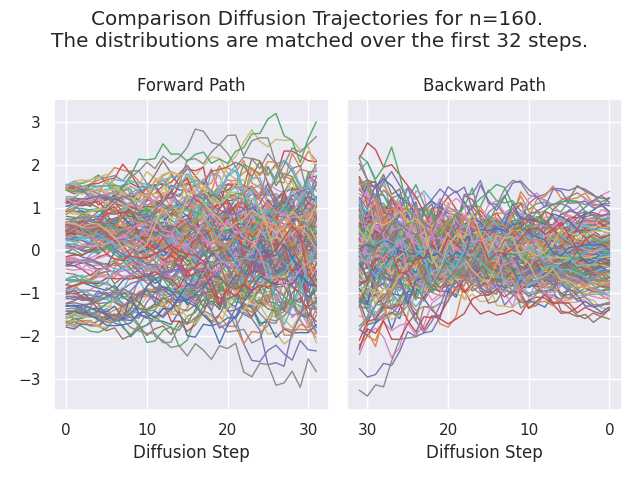 Comparison Diffusion Trajectories for n=160.
The distributions are matched over the first 32 steps.
Forward Path
Backward Path
3
2
1
0
−1
−2
−3
0 10 20 30
30 20 10 0
Diffusion Step
Diffusion Step